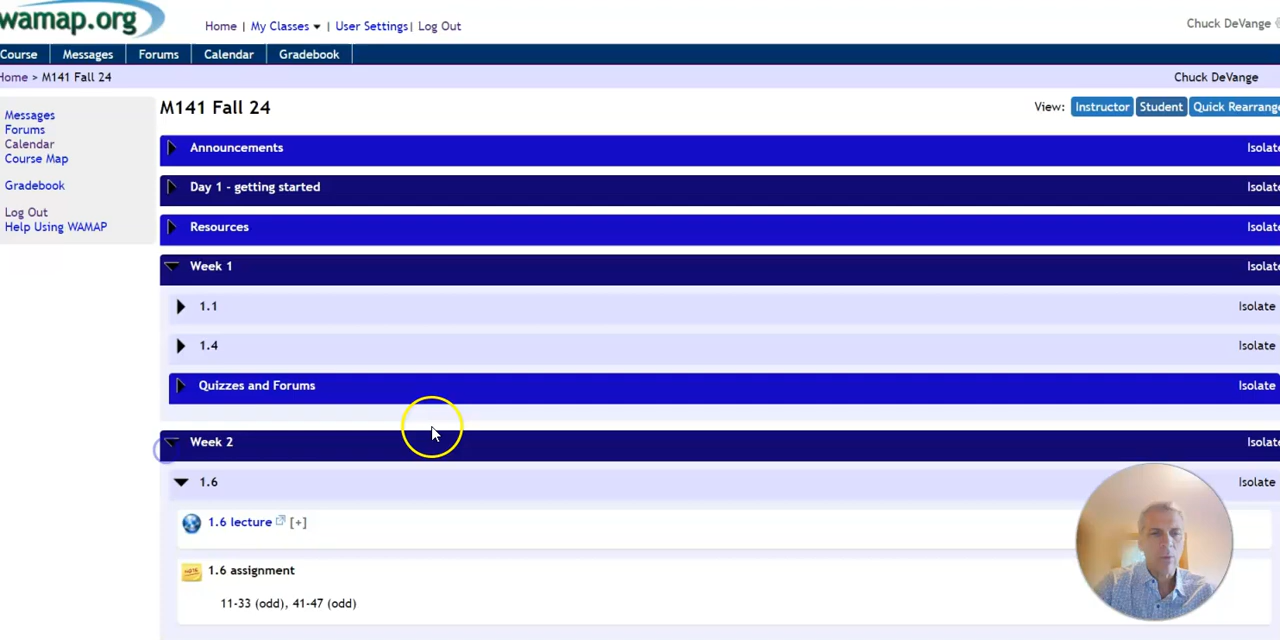 wamap.org
Home | My Classes | User Settings | Log Out
Chuck DeVange
Course Messages Forums Calendar Gradebook
Home > M141 Fall 24
Chuck DeVange
Messages
Forums
Calendar
Course Map
Gradebook
Log Out
Help Using WAMAP
M141 Fall 24
View: Instructor Student Quick Rearrange
Announcements Isolate
Day 1 - getting started Isolate
Resources Isolate
Week 1 Isolate
1.1 Isolate
1.4 Isolate
Quizzes and Forums Isolate
Week 2 Isolate
1.6 Isolate
1.6 lecture [+]
NOTE
1.6 assignment
11-33 (odd), 41-47 (odd)